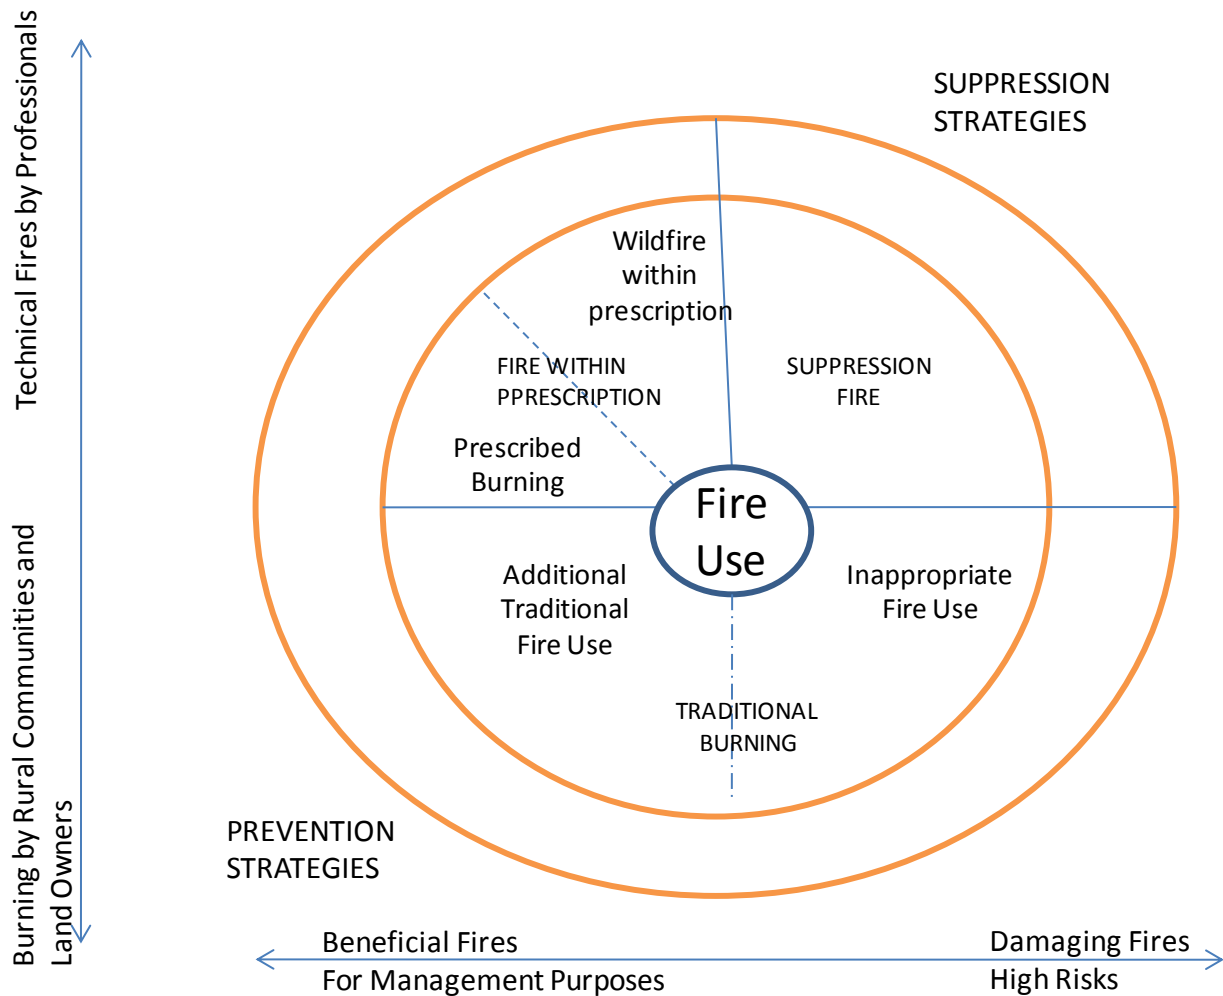 Technical Fires by Professionals
Burning by Rural Communities and
Land Owners
SUPPRESSION
STRATEGIES
Wildfire
within
prescription
FIRE WITHIN
PPRESCRIPTION
SUPPRESSION
FIRE
Prescribed
Burning
Fire
Use
Additional
Traditional
Fire Use
Inappropriate
Fire Use
TRADITIONAL
BURNING
PREVENTION
STRATEGIES
Beneficial Fires
For Management Purposes
Damaging Fires
High Risks